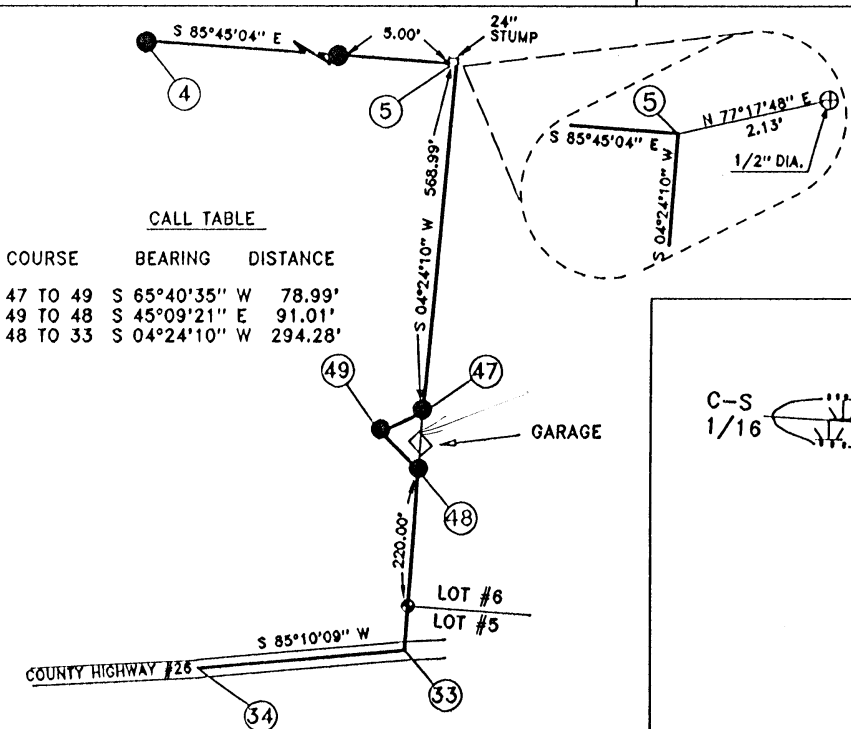 S 85°45'04" E
5.00'
24"
STUMP
4
5
5
N 77°17'48" E
2.13'
S 85°45'04" E
1/2" DIA.
S 04°24'10" W
568.99'
S 04°24'10" W
CALL TABLE
COURSE BEARING DISTANCE
47 TO 49 S 65°40'35" W 78.99'
49 TO 48 S 45°09'21" E 91.01'
48 TO 33 S 04°24'10" W 294.28'
49
47
C-S
1/16
GARAGE
48
220.00'
LOT #6
LOT #5
S 85°10'09" W
COUNTY HIGHWAY #26
33
34